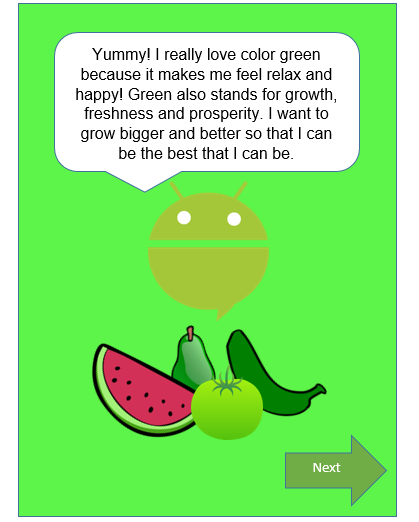 Yummy! I really love color green
because it makes me feel relax and
happy! Green also stands for growth,
freshness and prosperity. I want to
grow bigger and better so that I can
be the best that I can be.
Next